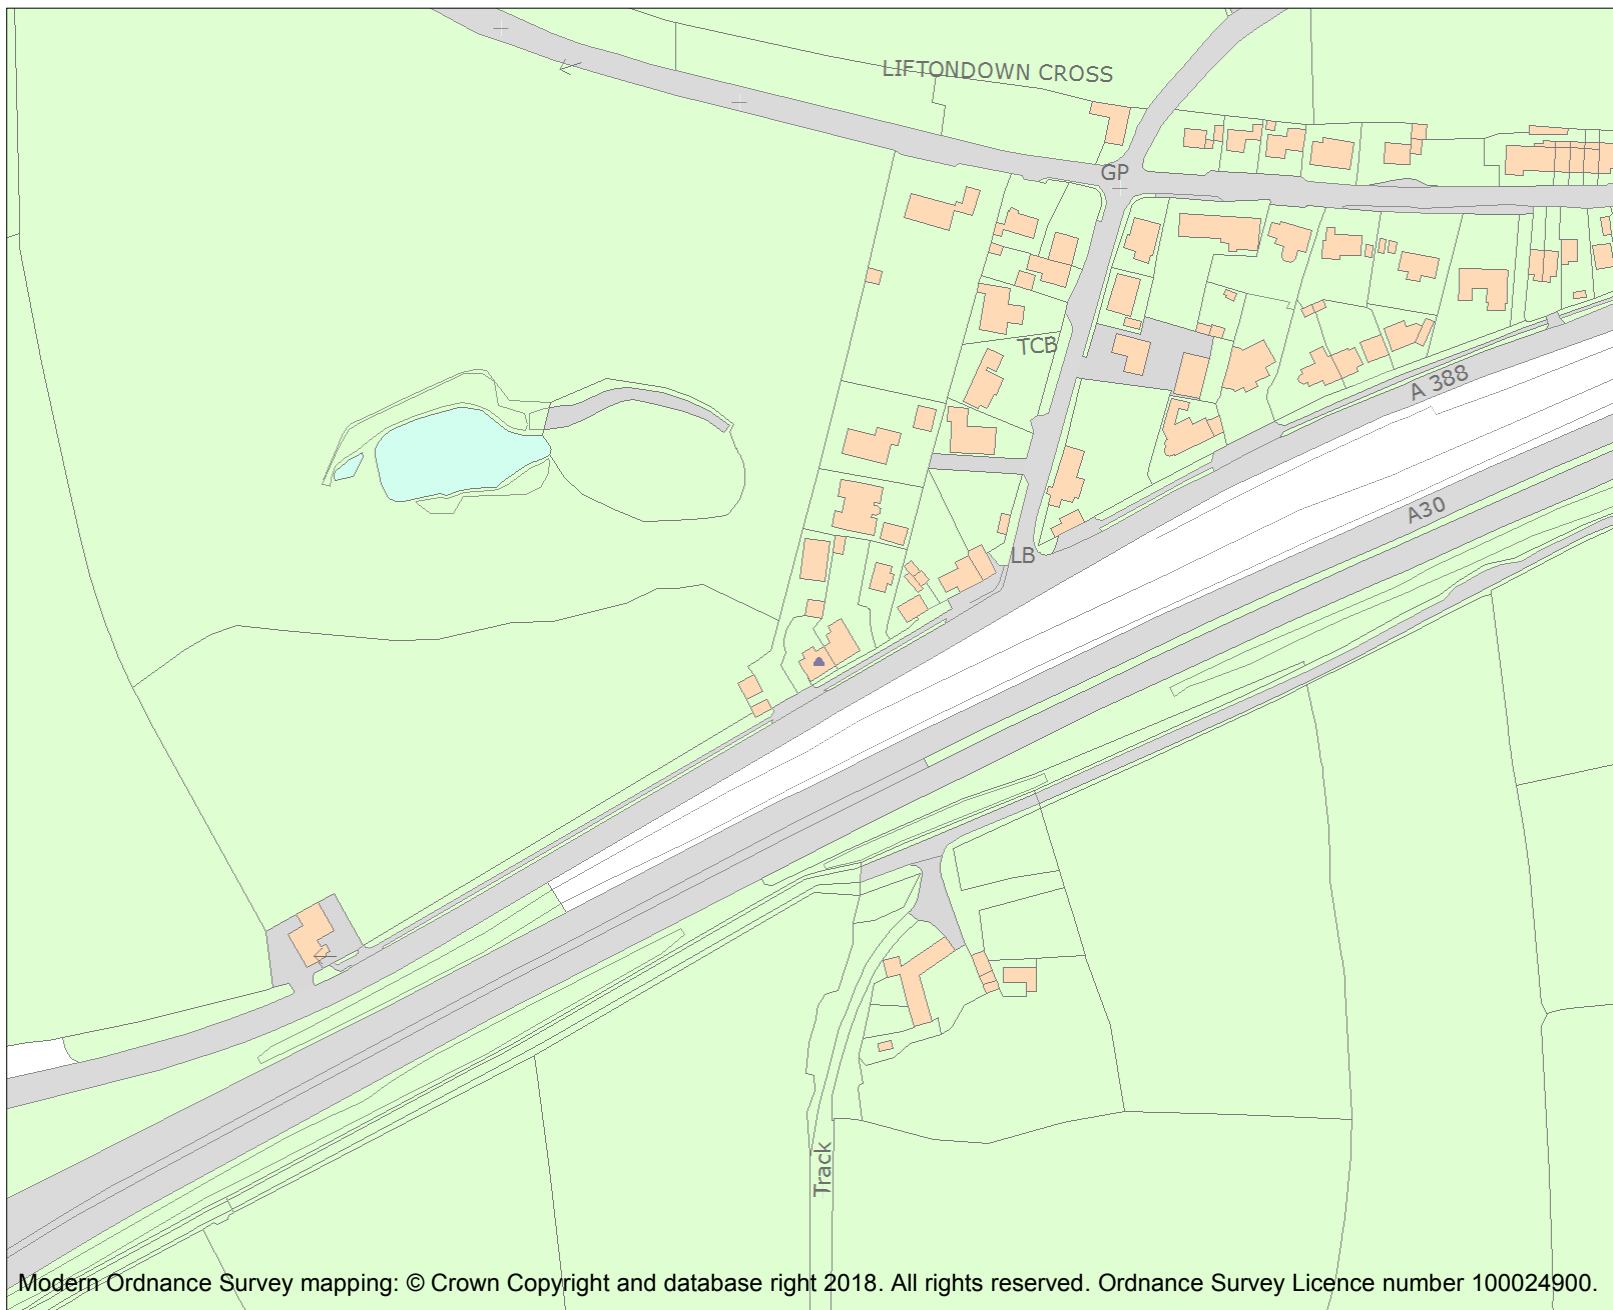 LIFTONDOWN CROSS
GP
TCB
A 388
A30
LB
Track
Modern Ordnance Survey mapping: © Crown Copyright and database right 2018. All rights reserved. Ordnance Survey Licence number 100024900.